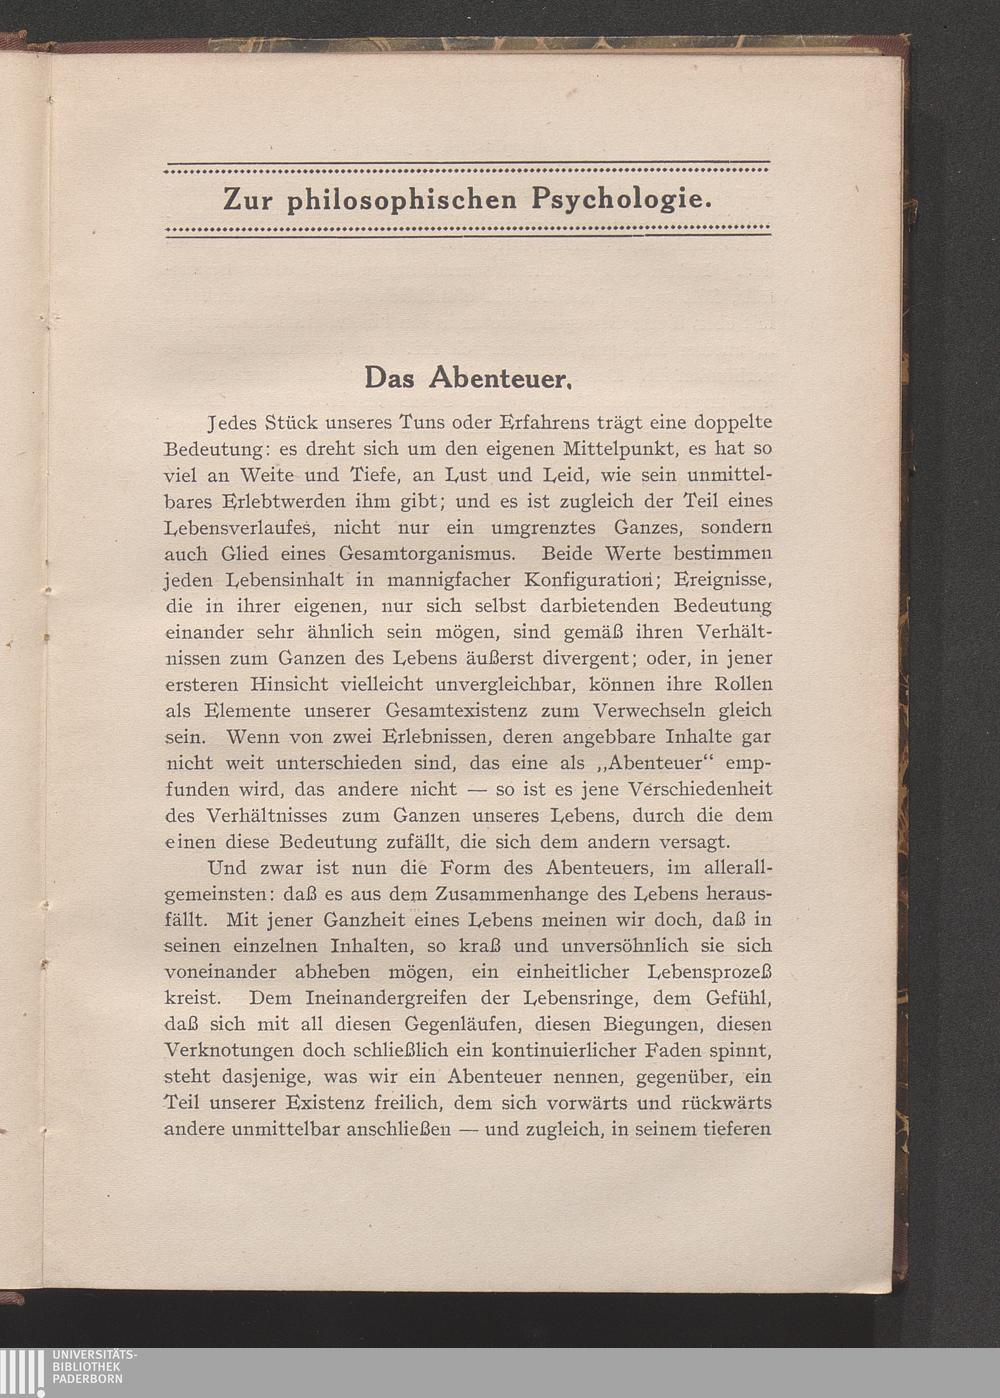 Zur philosophischen Psychologie.
Das Abenteuer.
Jedes Stück unseres Tuns oder Erfahrens trägt eine doppelte
Bedeutung: es dreht sich um den eigenen Mittelpunkt, es hat so
viel an Weite und Tiefe, an Lust und Leid, wie sein unmittel-
bares Erlebtwerden ihm gibt; und es ist zugleich der Teil eines
Lebensverlaufes, nicht nur ein umgrenztes Ganzes, sondern
auch Glied eines Gesamtorganismus. Beide Werte bestimmen
jeden Lebensinhalt in mannigfacher Konfiguration; Ereignisse,
die in ihrer eigenen, nur sich selbst darbietenden Bedeutung
einander sehr ähnlich sein mögen, sind gemäß ihren Verhält-
nissen zum Ganzen des Lebens äußerst divergent; oder, in jener
ersteren Hinsicht vielleicht unvergleichbar, können ihre Rollen
als Elemente unserer Gesamtexistenz zum Verwechseln gleich
sein. Wenn von zwei Erlebnissen, deren angebbare Inhalte gar
nicht weit unterschieden sind, das eine als „Abenteuer“ emp-
funden wird, das andere nicht — so ist es jene Verschiedenheit
des Verhältnisses zum Ganzen unseres Lebens, durch die dem
einen diese Bedeutung zufällt, die sich dem andern versagt.
Und zwar ist nun die Form des Abenteuers, im allerall-
gemeinsten: daß es aus dem Zusammenhange des Lebens heraus-
fällt. Mit jener Ganzheit eines Lebens meinen wir doch, daß in
seinen einzelnen Inhalten, so kraß und unversöhnlich sie sich
voneinander abheben mögen, ein einheitlicher Lebensprozeß
kreist. Dem Ineinandergreifen der Lebensringe, dem Gefühl,
daß sich mit all diesen Gegenläufen, diesen Biegungen, diesen
Verknotungen doch schließlich ein kontinuierlicher Faden spinnt,
steht dasjenige, was wir ein Abenteuer nennen, gegenüber, ein
Teil unserer Existenz freilich, dem sich vorwärts und rückwärts
andere unmittelbar anschließen — und zugleich, in seinem tieferen
UNIVERSITÄTS-
BIBLIOTHEK
PADERBORN